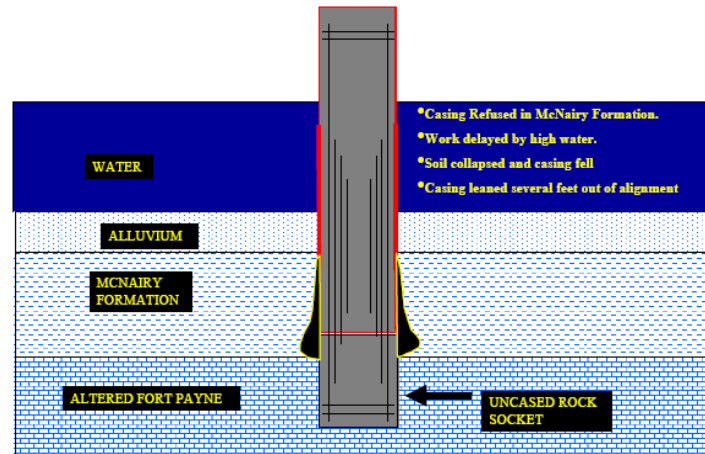 •Casing Refused in McNairy Formation.
•Work delayed by high water.
•Soil collapsed and casing fell
•Casing leaned several feet out of alignment
WATER
ALLUVIUM
MCNAIRY
FORMATION
ALTERED FORT PAYNE
UNCASED ROCK
SOCKET